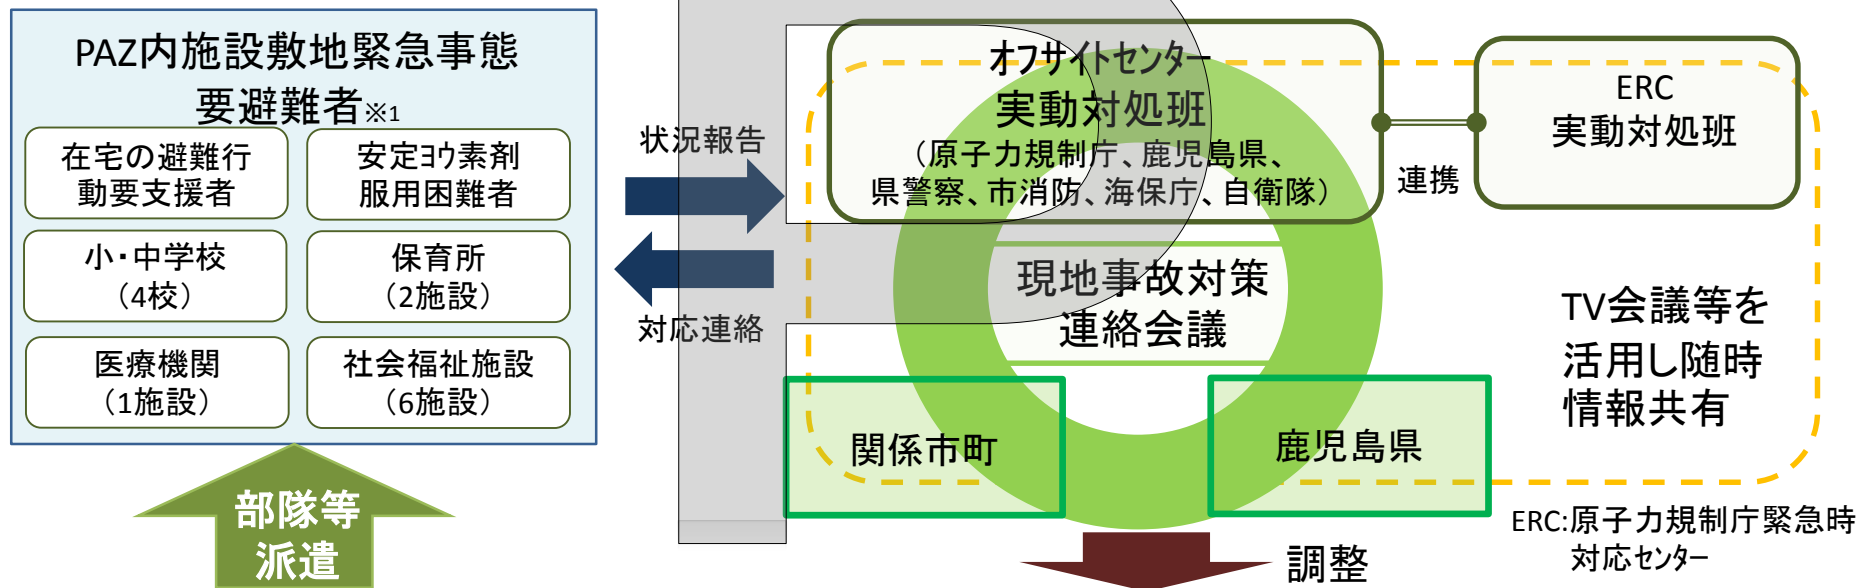 PAZ内施設敷地緊急事態
要避難者※1
在宅の避難行
動要支援者
安定ヨウ素剤
服用困難者
小・中学校
（4校）
保育所
（2施設）
医療機関
（1施設）
社会福祉施設
（6施設）
部隊等
派遣
状況報告
対応連絡
オフサイトセンター
実動対処班
（原子力規制庁、鹿児島県、
県警察、市消防、海保庁、自衛隊）
連携
ERC
実動対処班
現地事故対策
連絡会議
TV会議等を
活用し随時
情報共有
関係市町
鹿児島県
調整
ERC:原子力規制庁緊急時
対応センター